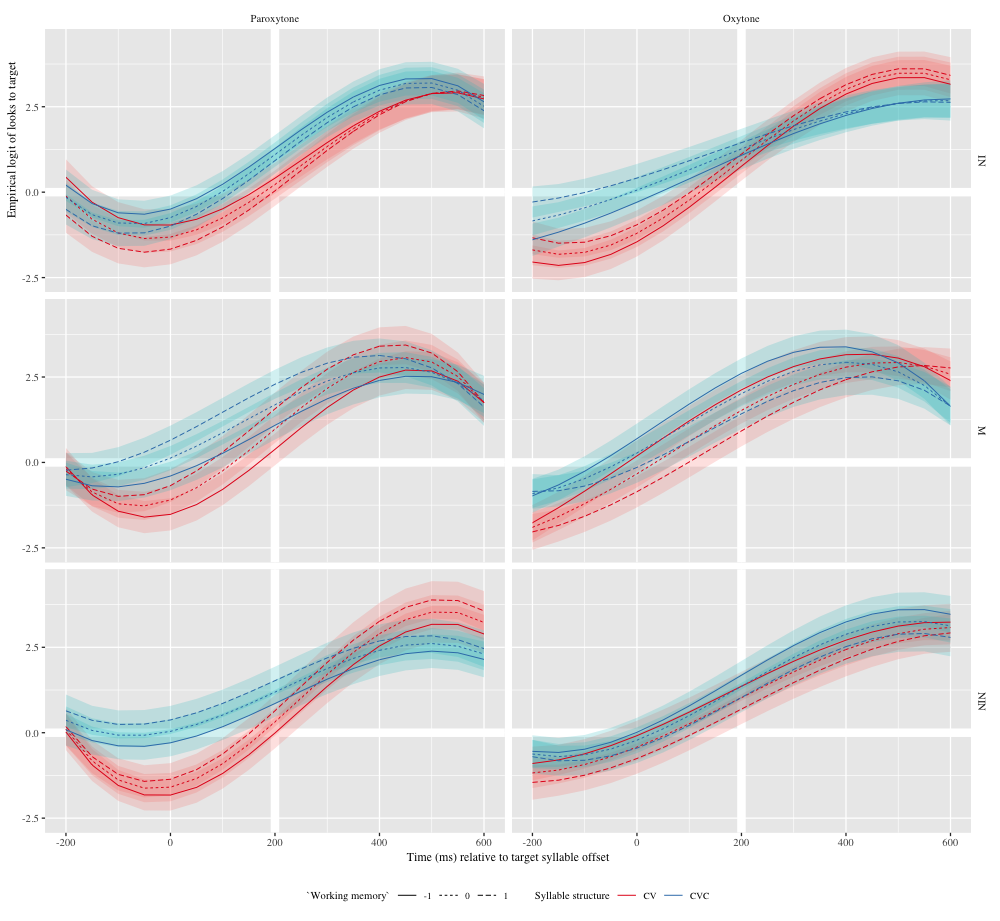 Paroxytone
Oxytone
Empirical logit of looks to target
2.5
0.0
-2.5
IN
2.5
0.0
-2.5
M
2.5
0.0
-2.5
NIN
-200
0
200
400
600
-200
0
200
400
600
Time (ms) relative to target syllable offset
`Working memory` -1 0 1 Syllable structure CV CVC